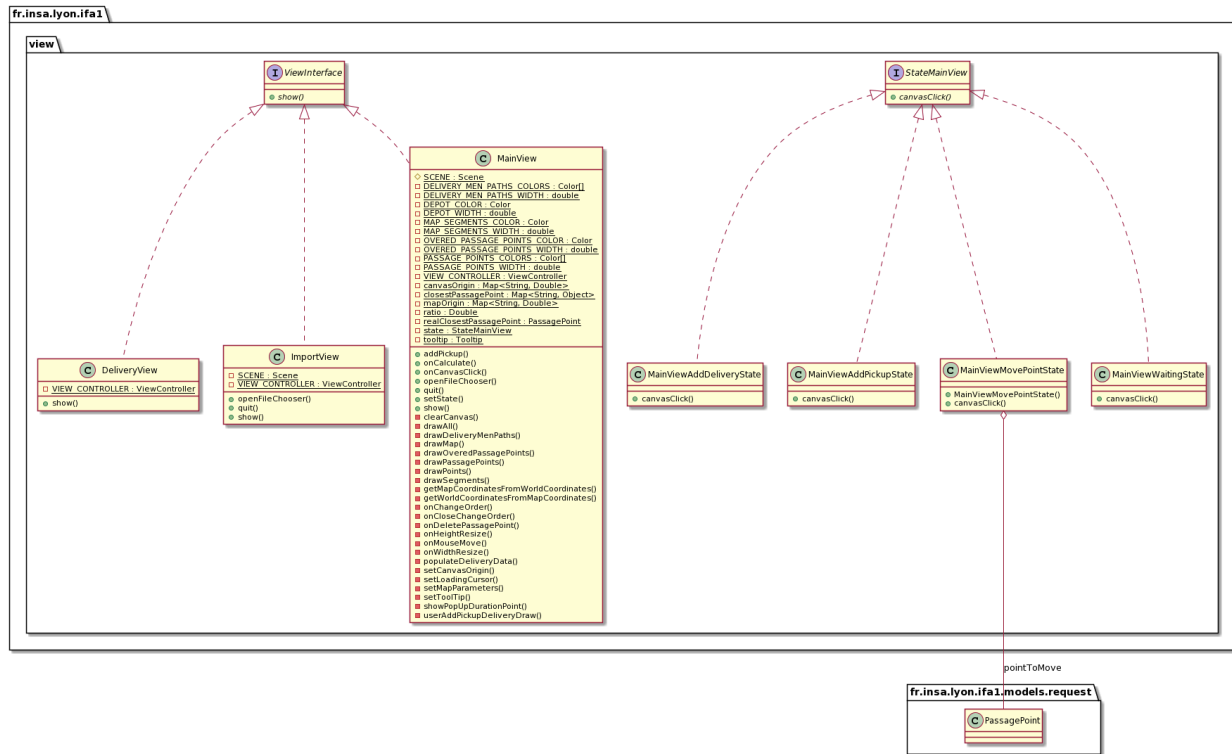 fr.insa.lyon.ifa1
view
I ViewInterface
show()
I StateMainView
canvasClick()
C MainView
SCENE : Scene
DELIVERY_MEN_PATHS_COLORS : Color[]
DELIVERY_MEN_PATHS_WIDTH : double
DEPOT_COLOR : Color
DEPOT_WIDTH : double
MAP_SEGMENTS_COLOR : Color
MAP_SEGMENTS_WIDTH : double
OVERED_PASSAGE_POINTS_COLOR : Color
OVERED_PASSAGE_POINTS_WIDTH : double
PASSAGE_POINTS_COLORS : Color[]
PASSAGE_POINTS_WIDTH : double
VIEW_CONTROLLER : ViewController
canvasOrigin : Map<String, Double>
closestPassagePoint : Map<String, Object>
mapOrigin : Map<String, Double>
ratio : Double
realClosestPassagePoint : PassagePoint
state : StateMainView
tooltip : Tooltip
addPickup()
onCalculate()
onCanvasClick()
openFileChooser()
quit()
setState()
show()
clearCanvas()
drawAll()
drawDeliveryMenPaths()
drawMap()
drawOveredPassagePoints()
drawPassagePoints()
drawPoints()
drawSegments()
getMapCoordinatesFromWorldCoordinates()
getWorldCoordinatesFromMapCoordinates()
onChangeOrder()
onCloseChangeOrder()
onDeletePassagePoint()
onHeightResize()
onMouseMove()
onWidthResize()
populateDeliveryData()
setCanvasOrigin()
setLoadingCursor()
setMapParameters()
setToolTip()
showPopUpDurationPoint()
userAddPickupDeliveryDraw()
C DeliveryView
VIEW_CONTROLLER : ViewController
show()
C ImportView
SCENE : Scene
VIEW_CONTROLLER : ViewController
openFileChooser()
quit()
show()
C MainViewAddDeliveryState
canvasClick()
C MainViewAddPickupState
canvasClick()
C MainViewMovePointState
MainViewMovePointState()
canvasClick()
C MainViewWaitingState
canvasClick()
pointToMove
fr.insa.lyon.ifa1.models.request
C PassagePoint